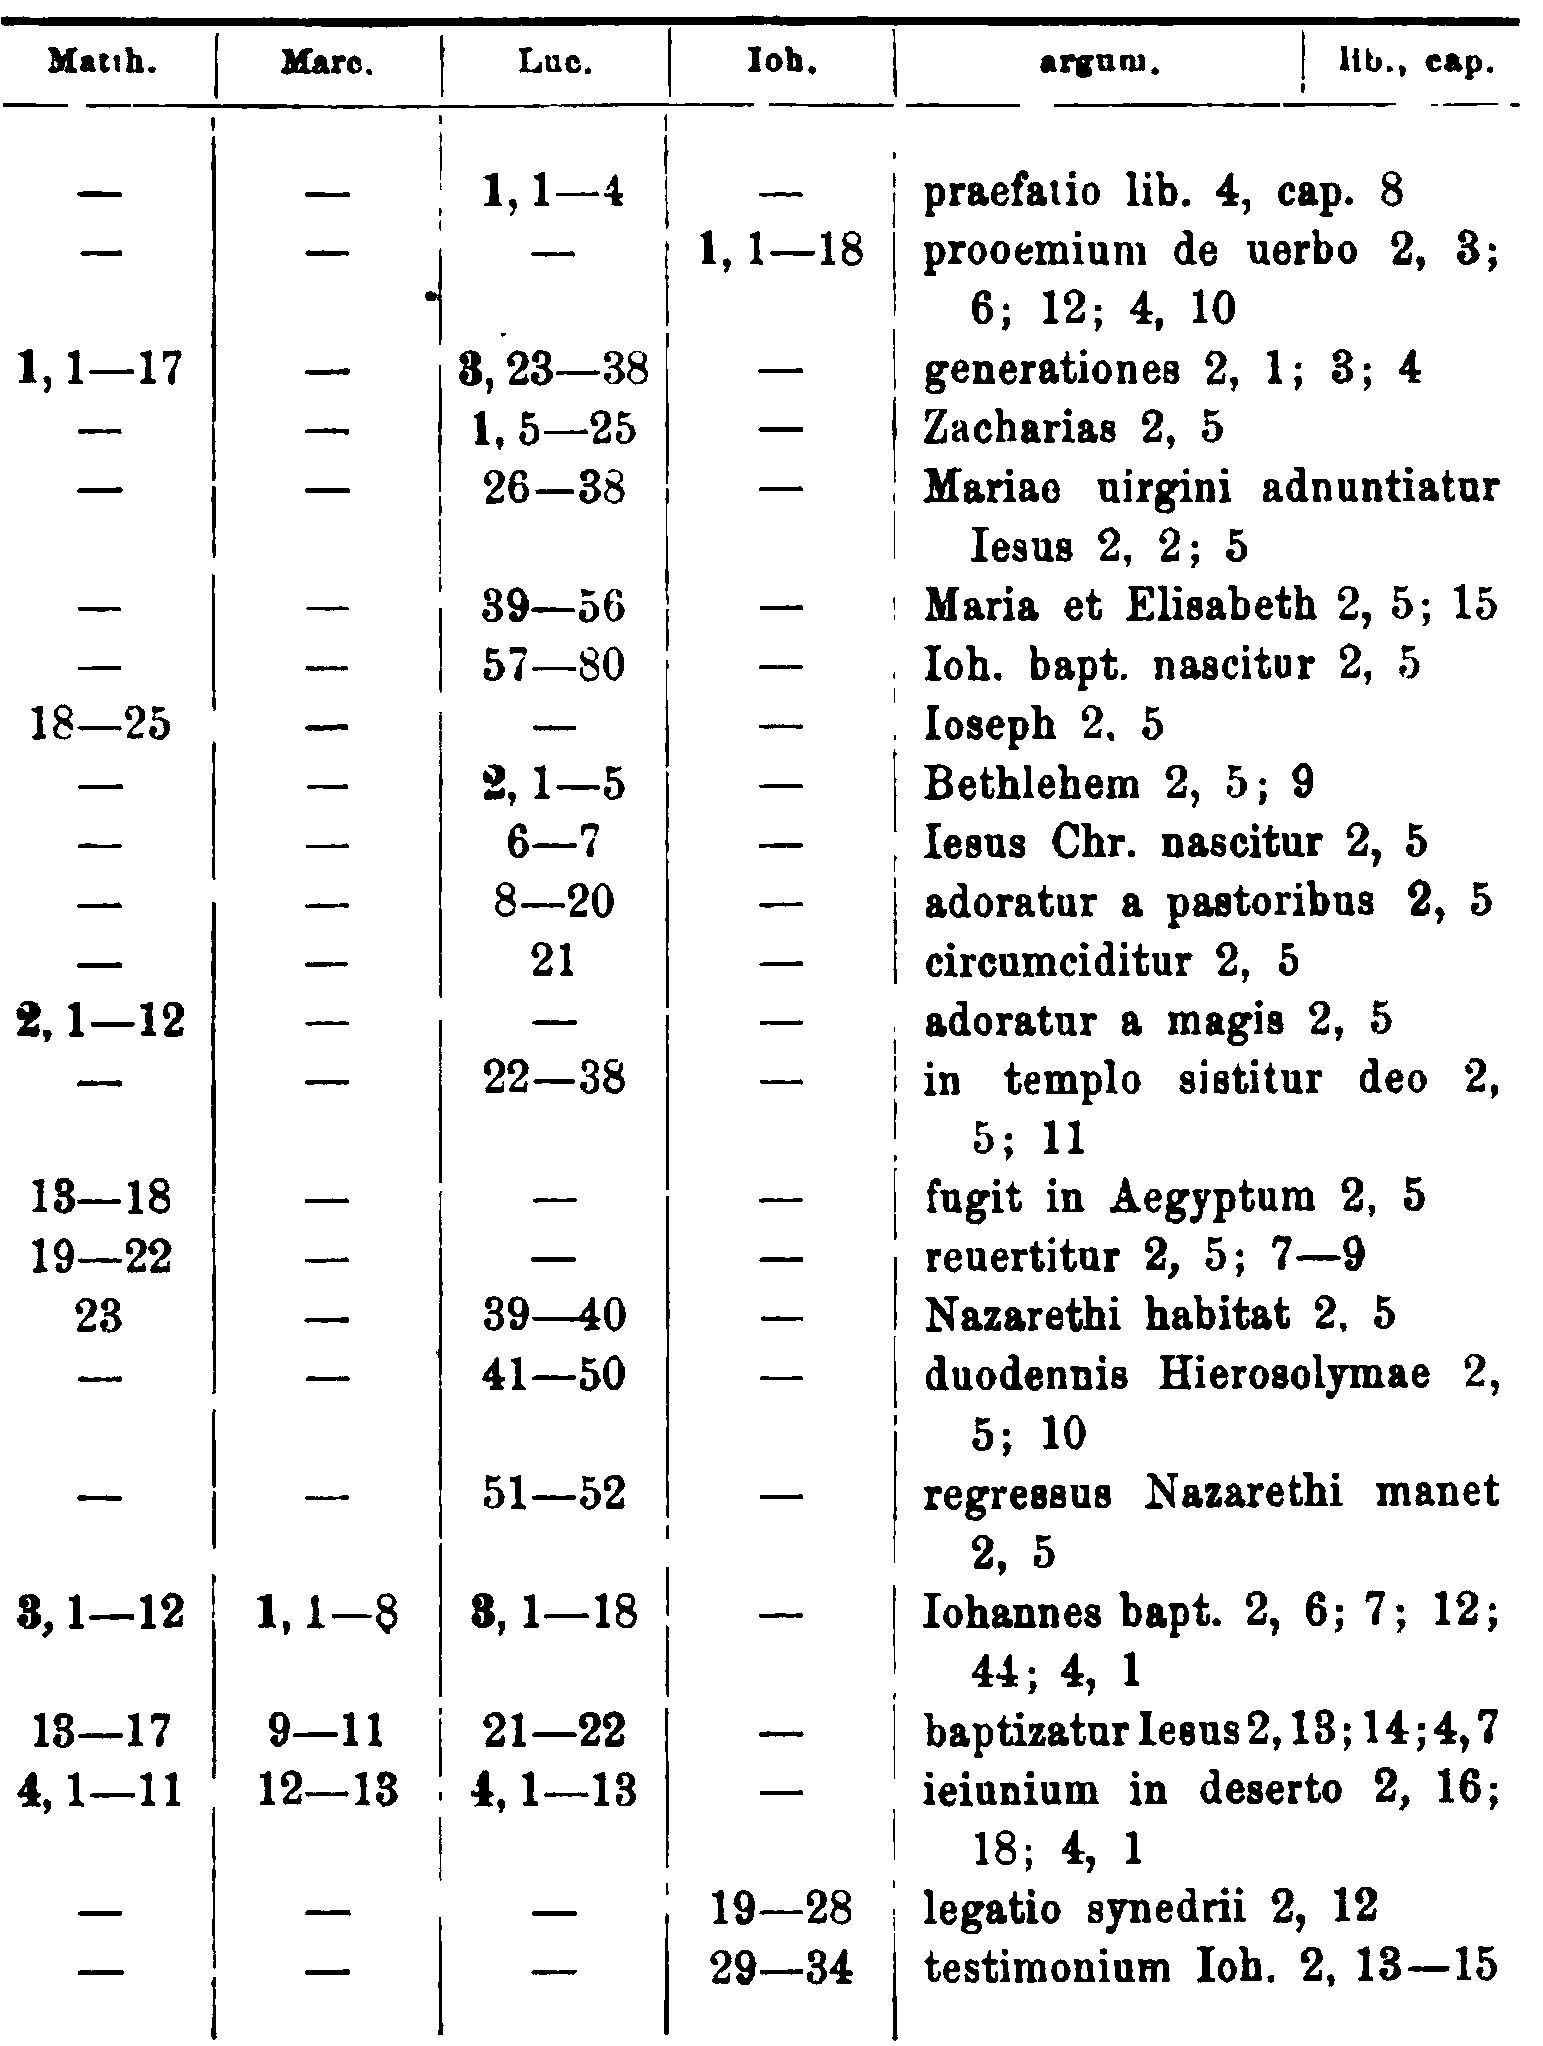 Matth. Marc. Luc. Ioh. argum. lib., cap.
— — 1, 1—4 — praefatio lib. 4, cap. 8
— — — 1, 1—18 prooemium de uerbo 2, 3;
6; 12; 4, 10
1, 1—17 — 3, 23—38 — generationes 2, 1; 3; 4
— — 1, 5—25 — Zacharias 2, 5
— — 26—38 — Mariae uirgini adnuntiatur
Iesus 2, 2; 5
— — 39—56 — Maria et Elisabeth 2, 5; 15
— — 57—80 — Ioh. bapt. nascitur 2, 5
18—25 — — — Ioseph 2, 5
— — 2, 1—5 — Bethlehem 2, 5; 9
— — 6—7 — Iesus Chr. nascitur 2, 5
— — 8—20 — adoratur a pastoribus 2, 5
— — 21 — circumciditur 2, 5
2, 1—12 — — — adoratur a magis 2, 5
— — 22—38 — in templo sistitur deo 2,
5; 11
13—18 — — — fugit in Aegyptum 2, 5
19—22 — — — reuertitur 2, 5; 7—9
23 — 39—40 — Nazarethi habitat 2, 5
— — 41—50 — duodennis Hierosolymae 2,
5; 10
— — 51—52 — regressus Nazarethi manet
2, 5
3, 1—12 1, 1—8 3, 1—18 — Iohannes bapt. 2, 6; 7; 12;
44; 4, 1
13—17 9—11 21—22 — baptizatur Iesus 2, 13; 14; 4, 7
4, 1—11 12—13 4, 1—13 — ieiunium in deserto 2, 16;
18; 4, 1
— — — 19—28 legatio synedrii 2, 12
— — — 29—34 testimonium Ioh. 2, 13—15